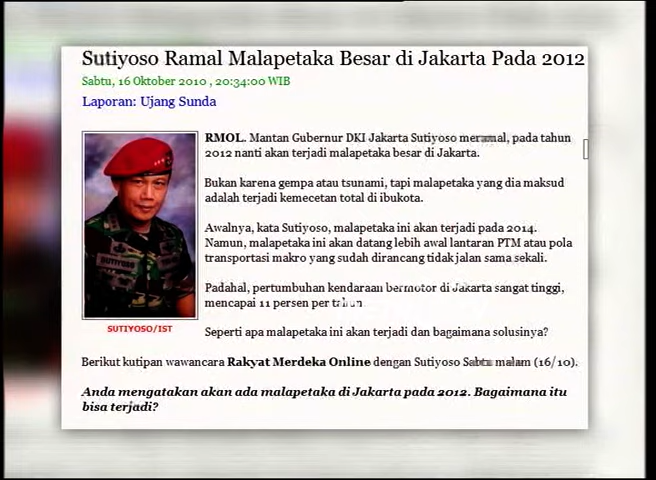 Sutiyoso Ramal Malapetaka Besar di Jakarta Pada 2012
Sabtu, 16 Oktober 2010 , 20:34:00 WIB
Laporan: Ujang Sunda
RMOL. Mantan Gubernur DKI Jakarta Sutiyoso meramal, pada tahun
2012 nanti akan terjadi malapetaka besar di Jakarta.
Bukan karena gempa atau tsunami, tapi malapetaka yang dia maksud
adalah terjadi kemecetan total di ibukota.
Awalnya, kata Sutiyoso, malapetaka ini akan terjadi pada 2014.
Namun, malapetaka ini akan datang lebih awal lantaran PTM atau pola
transportasi makro yang sudah dirancang tidak jalan sama sekali.
Padahal, pertumbuhan kendaraan bermotor di Jakarta sangat tinggi,
mencapai 11 persen per tahun.
SUTIYOSO
SUTIYOSO/IST
Seperti apa malapetaka ini akan terjadi dan bagaimana solusinya?
Berikut kutipan wawancara Rakyat Merdeka Online dengan Sutiyoso Sabtu malam (16/10).
Anda mengatakan akan ada malapetaka di Jakarta pada 2012. Bagaimana itu
bisa terjadi?